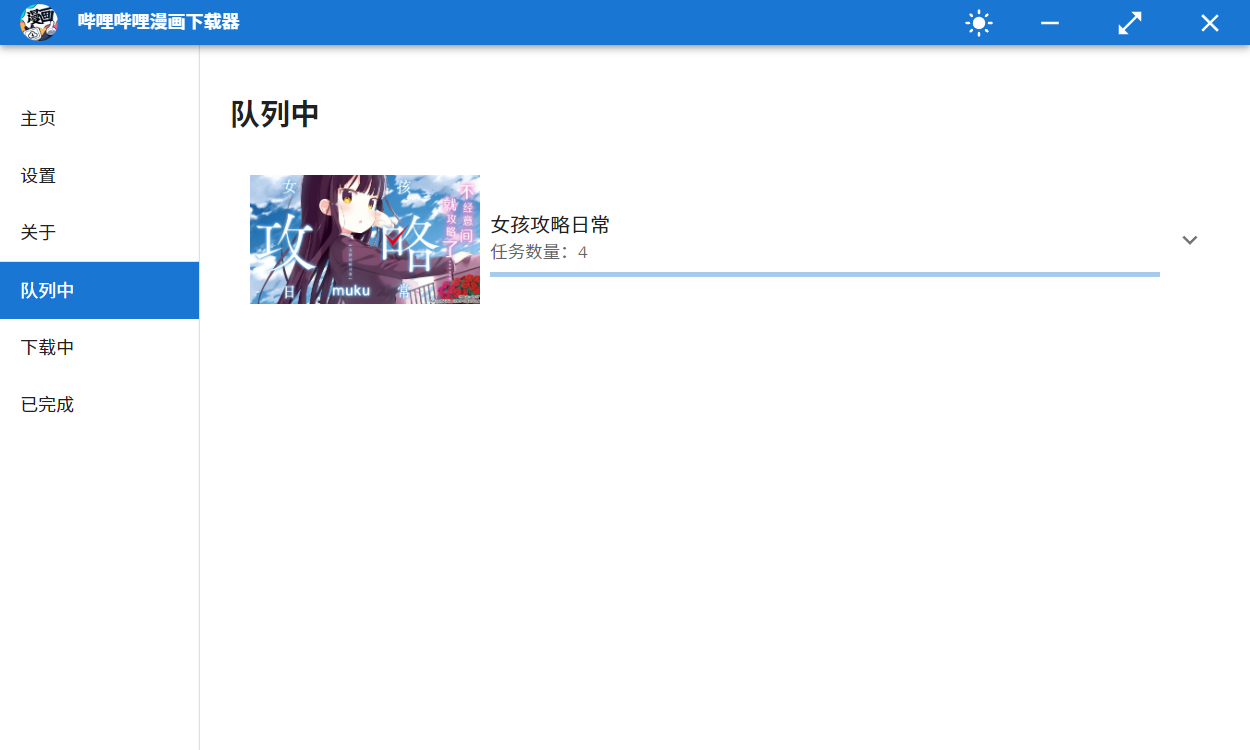 哔哩哔哩漫画下载器
主页
设置
关于
队列中
下载中
已完成
队列中
女孩
攻略
日常
muku
不经意间
就攻略了……
女孩攻略日常
任务数量：4